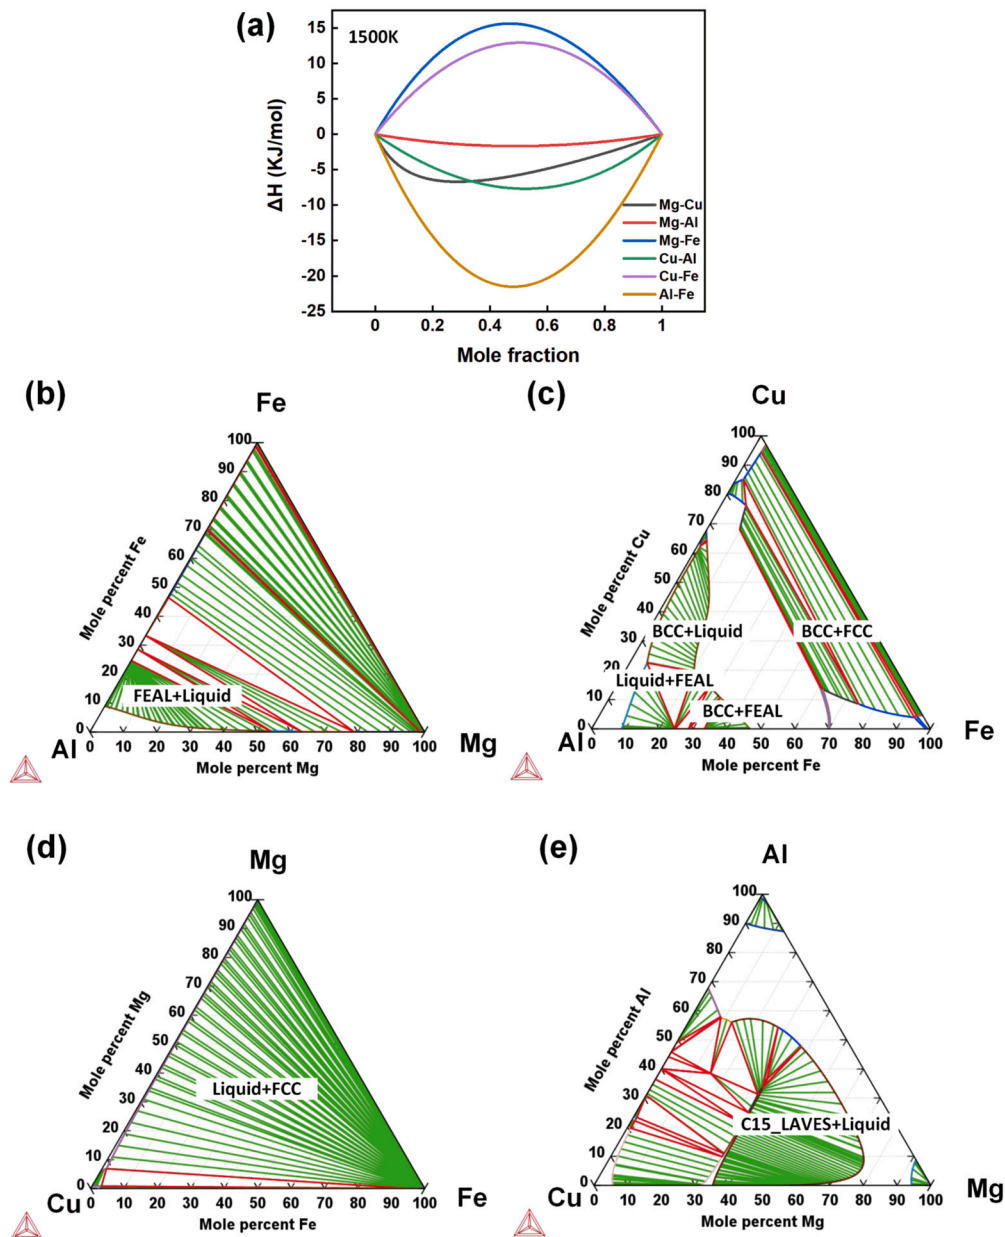 (a)
1500K
ΔH (KJ/mol)
15
10
5
0
-5
-10
-15
-20
-25
0
0.2
0.4
0.6
0.8
1
Mole fraction
Mg-Cu
Mg-Al
Mg-Fe
Cu-Al
Cu-Fe
Al-Fe
(b)
Fe
100
90
80
70
60
50
40
30
20
10
0
Mole percent Fe
FEAL+Liquid
Al
Mg
0 10 20 30 40 50 60 70 80 90 100
Mole percent Mg
(c)
Cu
100
90
80
70
60
50
40
30
20
10
0
Mole percent Cu
BCC+Liquid
BCC+FCC
Liquid+FEAL
BCC+FEAL
Al
Fe
0 10 20 30 40 50 60 70 80 90 100
Mole percent Fe
(d)
Mg
100
90
80
70
60
50
40
30
20
10
0
Mole percent Mg
Liquid+FCC
Cu
Fe
0 10 20 30 40 50 60 70 80 90 100
Mole percent Fe
(e)
Al
100
90
80
70
60
50
40
30
20
10
0
Mole percent Al
C15_LAVES+Liquid
Cu
Mg
0 10 20 30 40 50 60 70 80 90 100
Mole percent Mg